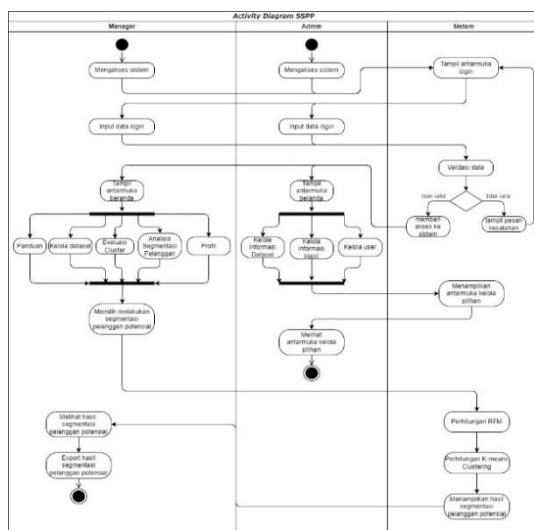 Activity Diagram SSPP
Manager
Admin
Sistem
Mengakses sistem
Mengakses sistem
Tampil antarmuka
login
Input data login
Input data login
Validasi data
Tampil
antarmuka
beranda
Tampil
antarmuka
beranda
tidak valid
tidak valid
memberi
akses ke
sistem
Tampil pesan
kesalahan
Panduan
Kelola dataset
Evaluasi
Cluster
Analisis
Segmentasi
Pelanggan
Profil
Kelola
Informasi
Dataset
Kelola
Informasi
Hasil
Kelola user
Memilih melakukan
segmentasi
pelanggan potensial
Menampilkan
antarmuka kelola
pilihan
Melihat
antarmuka kelola
pilihan
Melihat hasil
segmentasi
pelanggan potensial
Perhitungan RFM
Export hasil
segmentasi
pelanggan potensial
Perhitungan K-means
Clustering
Menampilkan hasil
segmentasi
pelanggan potensial